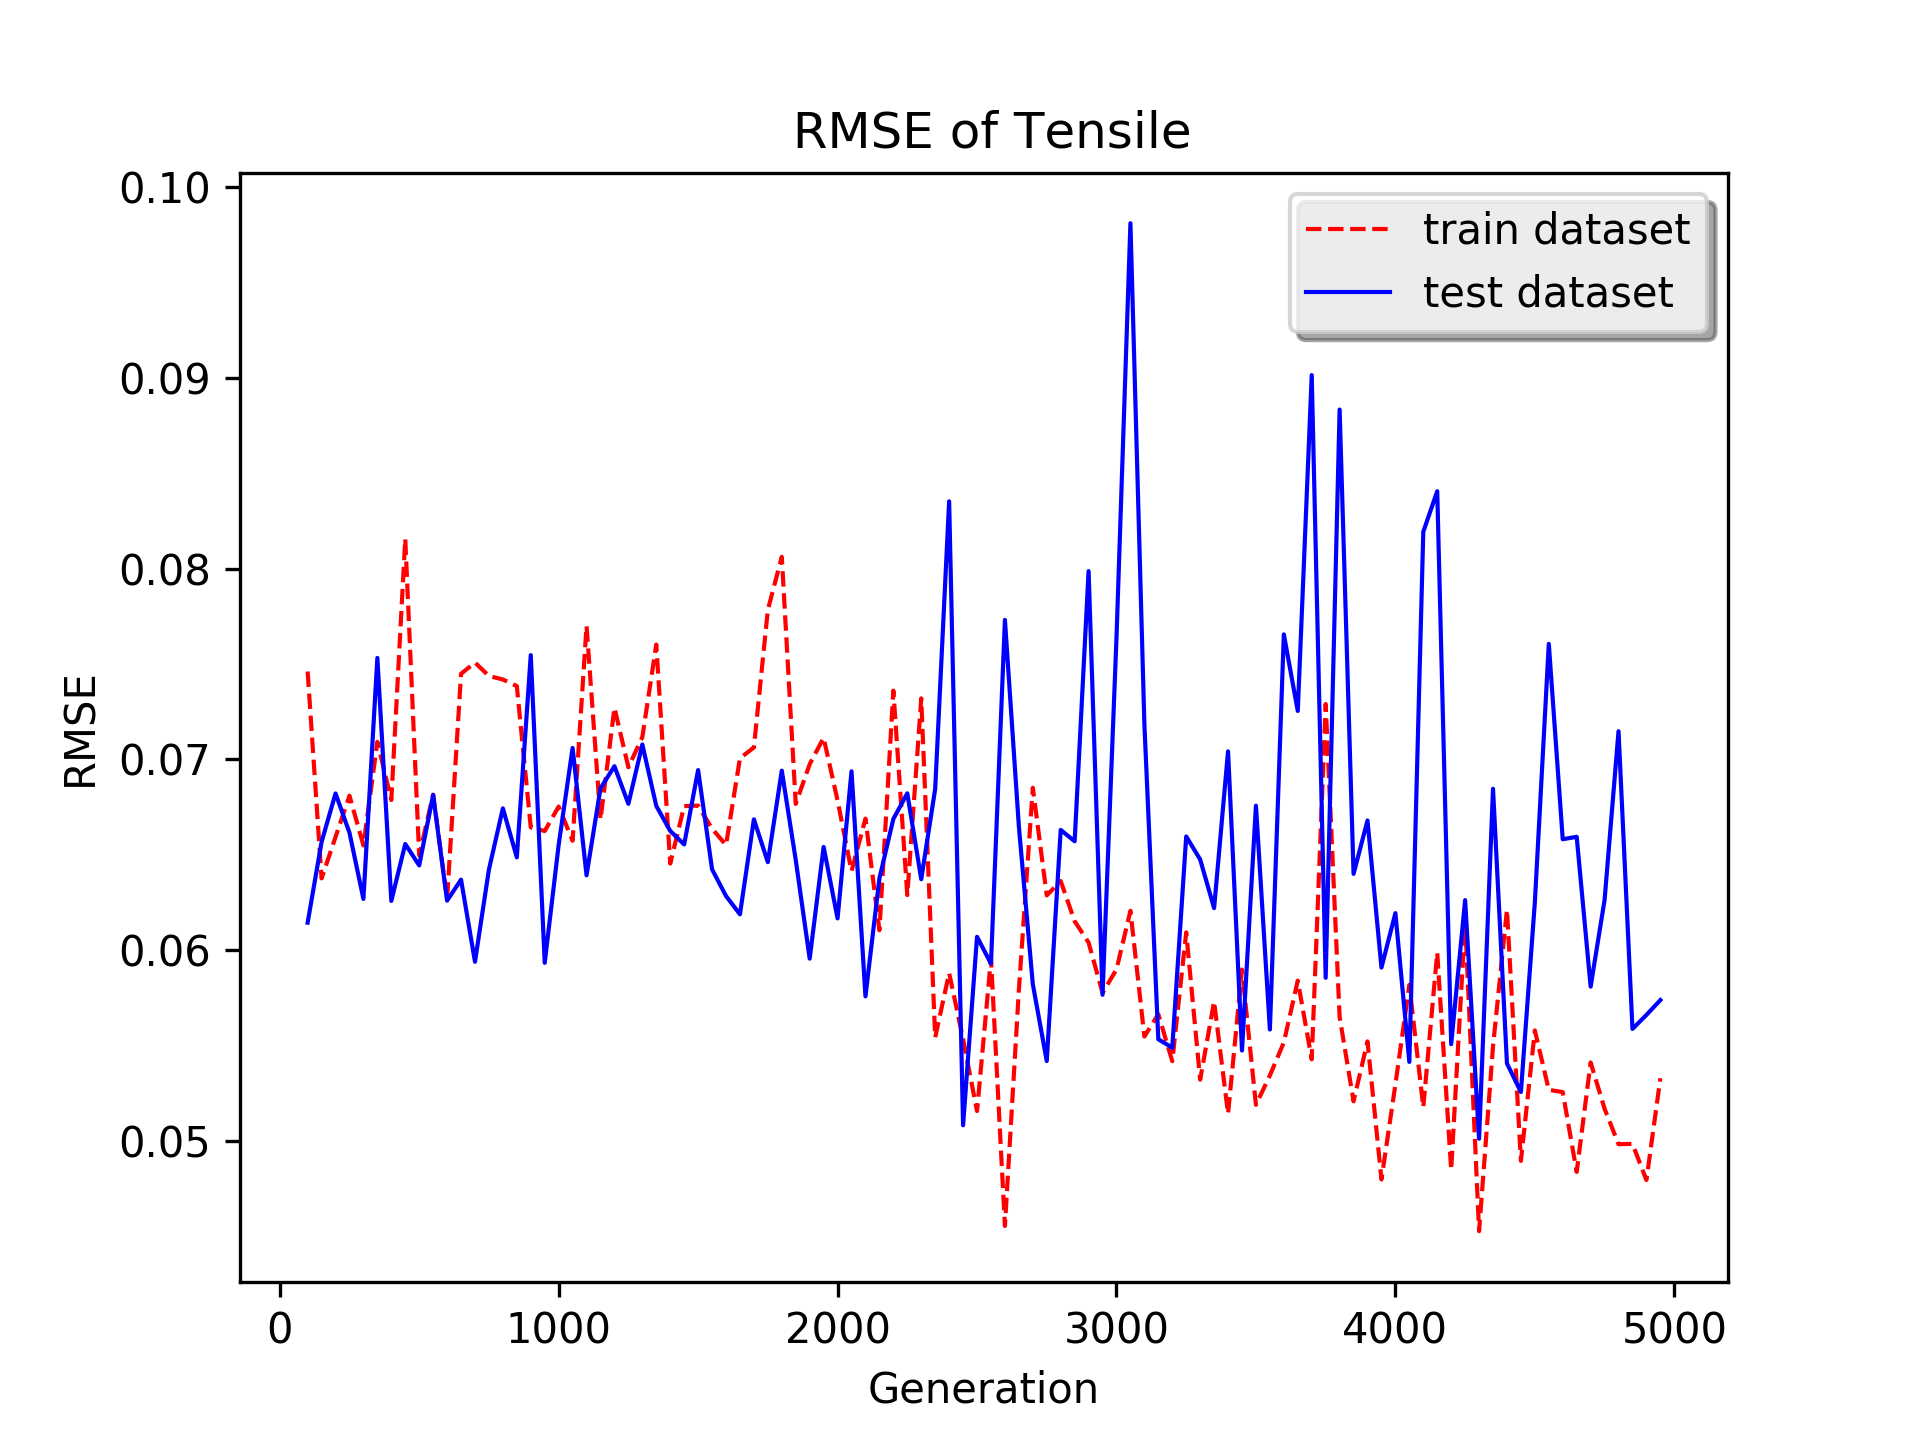 RMSE of Tensile
train dataset
test dataset
0.10
0.09
0.08
0.07
0.06
0.05
RMSE
0 1000 2000 3000 4000 5000
Generation